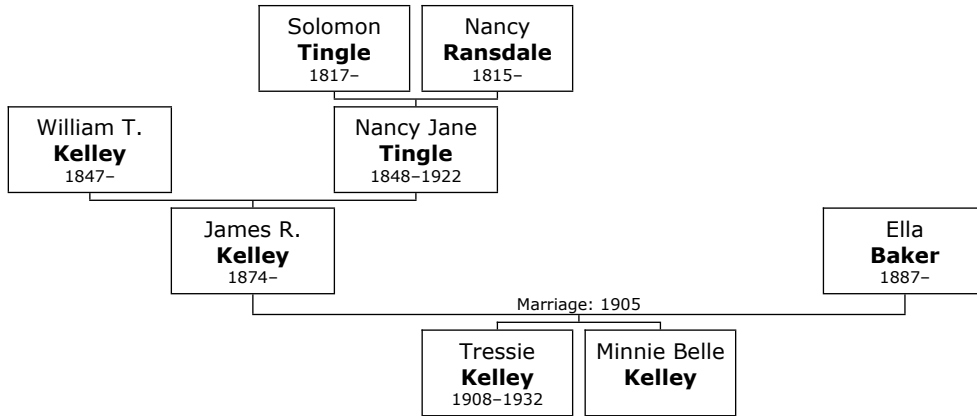 Solomon
Tingle
1817–
Nancy
Ransdale
1815–
William T.
Kelley
1847–
Nancy Jane
Tingle
1848–1922
James R.
Kelley
1874–
Ella
Baker
1887–
Marriage: 1905
Tressie
Kelley
1908–1932
Minnie Belle
Kelley